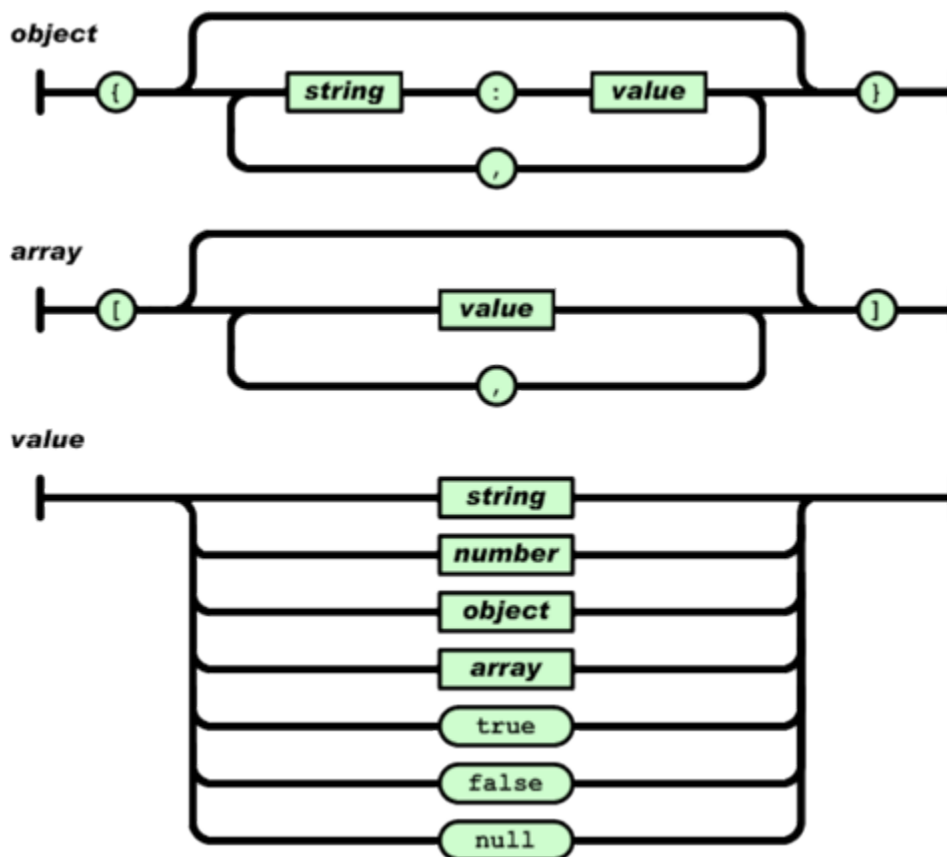 object
{ string : value }
,
array
[ value ]
,
value
string
number
object
array
true
false
null